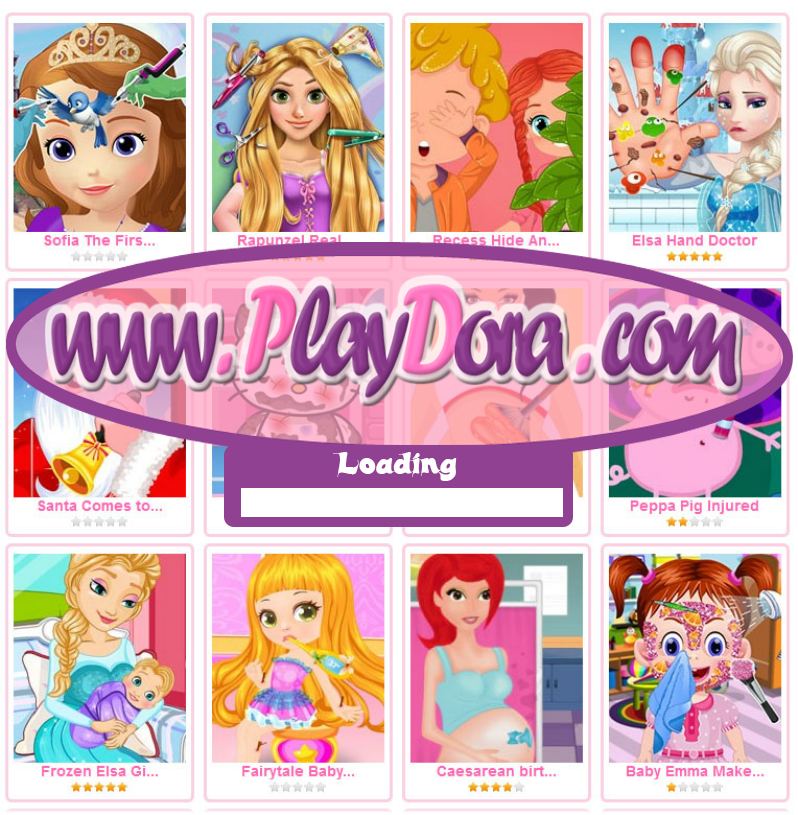 Sofia The Firs...
Rapunzel Real
Recess Hide An...
Elsa Hand Doctor
www.PlayDora.com
Loading
Santa Comes to...
Peppa Pig Injured
Frozen Elsa Gi...
Fairytale Baby...
Caesarean birt...
Baby Emma Make...